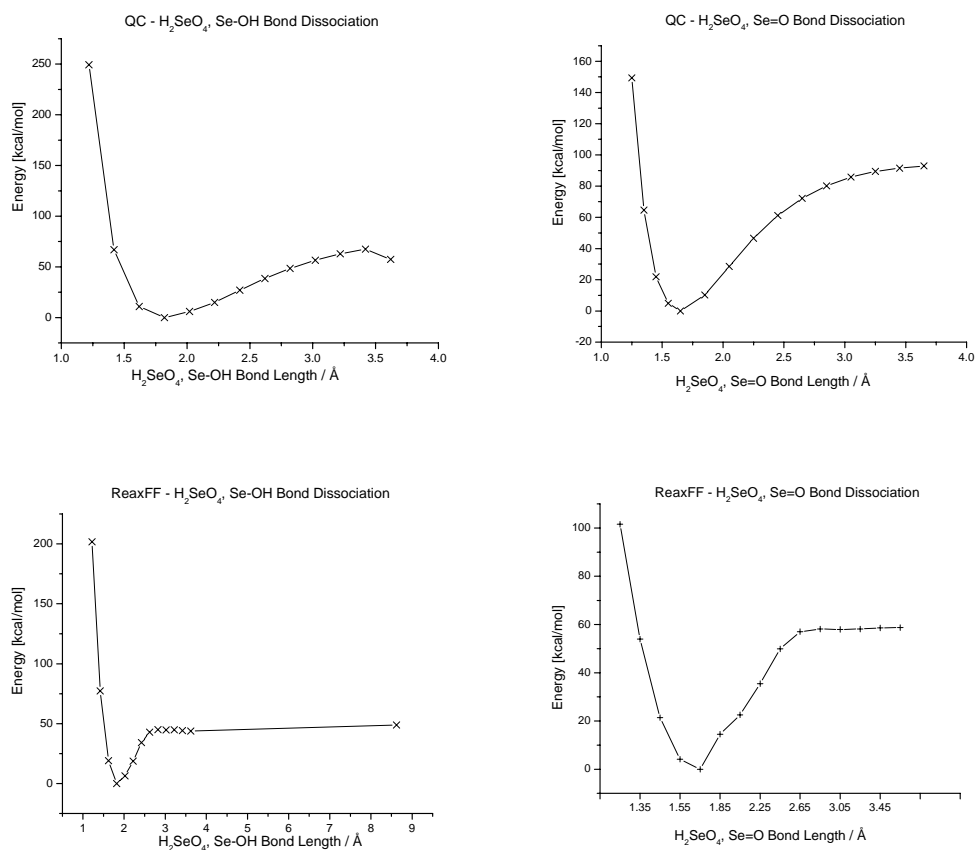 QC - H₂SeO₄, Se-OH Bond Dissociation
Energy [kcal/mol]
250
200
150
100
50
0
1.0 1.5 2.0 2.5 3.0 3.5 4.0
H₂SeO₄, Se-OH Bond Length / Å
QC - H₂SeO₄, Se=O Bond Dissociation
Energy [kcal/mol]
160
140
120
100
80
60
40
20
0
-20
1.0 1.5 2.0 2.5 3.0 3.5 4.0
H₂SeO₄, Se=O Bond Length / Å
ReaxFF - H₂SeO₄, Se-OH Bond Dissociation
Energy [kcal/mol]
200
150
100
50
0
1 2 3 4 5 6 7 8 9
H₂SeO₄, Se-OH Bond Length / Å
ReaxFF - H₂SeO₄, Se=O Bond Dissociation
Energy [kcal/mol]
100
80
60
40
20
0
1.35 1.55 1.85 2.25 2.65 3.05 3.45
H₂SeO₄, Se=O Bond Length / Å